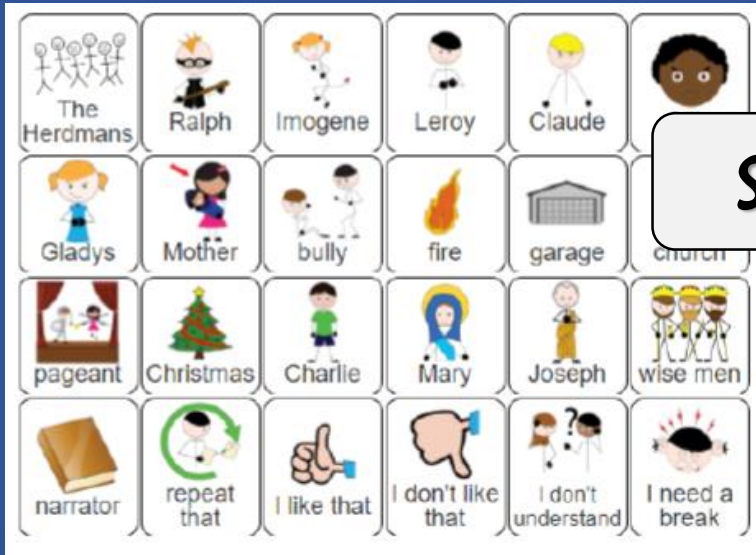 The
Herdmans
Ralph
Imogene
Leroy
Claude
Gladys
Mother
bully
fire
garage
church
S
pageant
Christmas
Charlie
Mary
Joseph
wise men
narrator
repeat
that
I like that
I don't like
that
I don't
understand
I need a
break